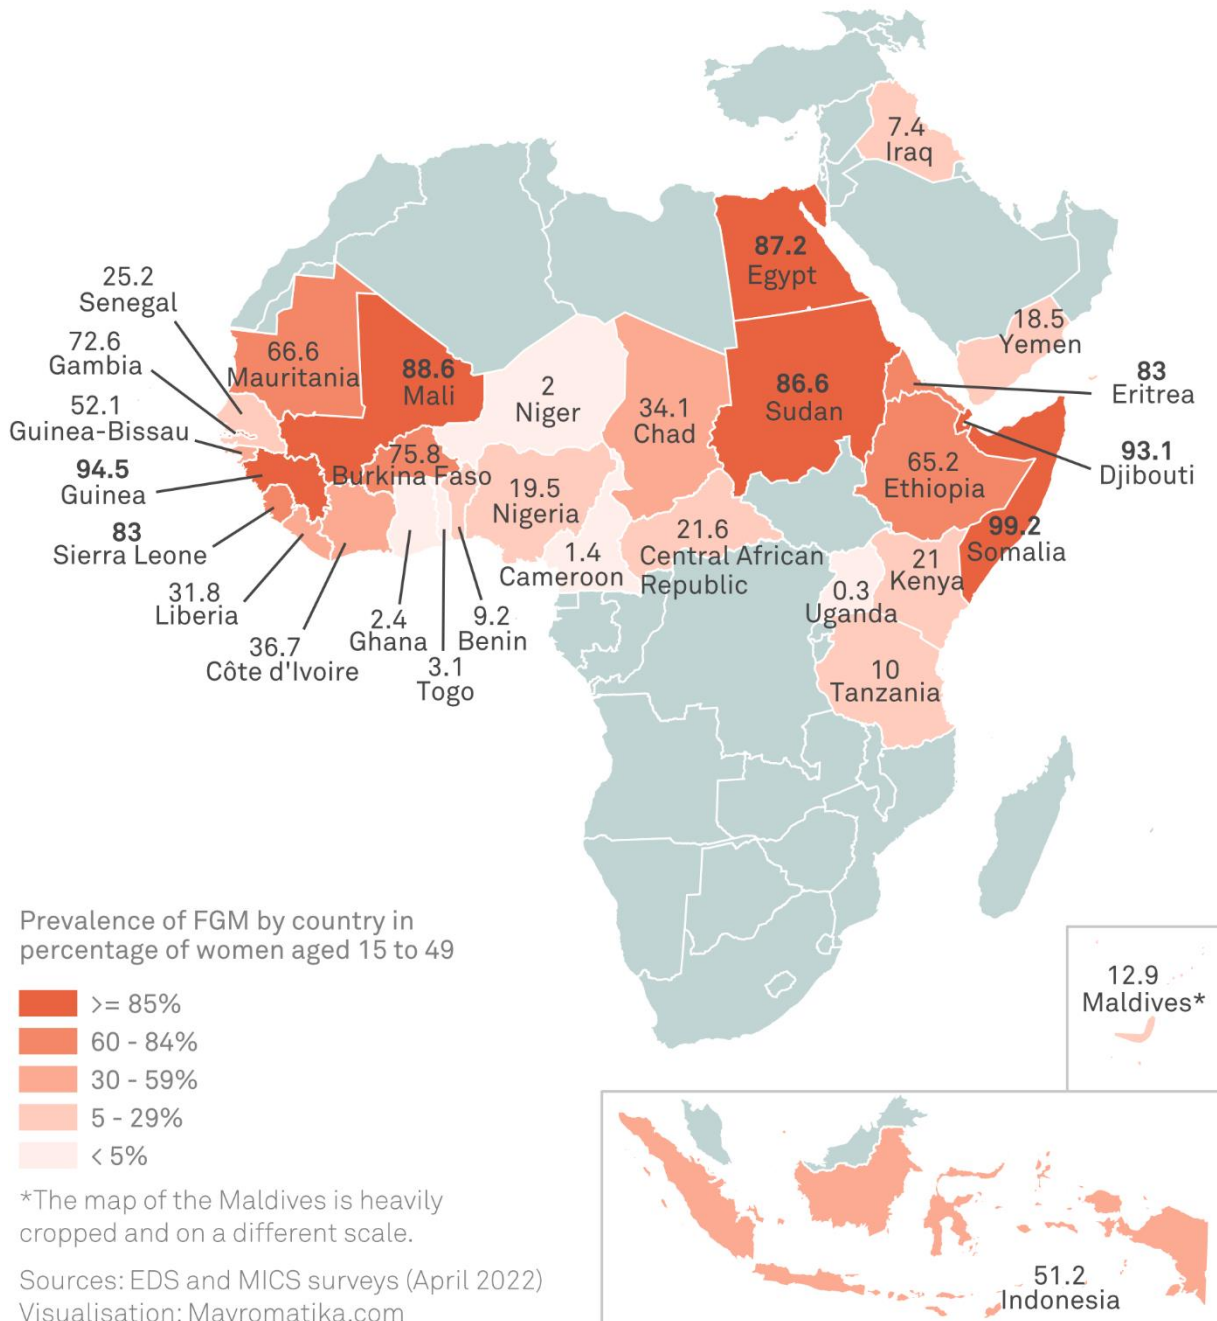 7.4
Iraq
87.2
Egypt
25.2
Senegal
18.5
Yemen
72.6
Gambia
66.6
Mauritania
88.6
Mali
2
Niger
34.1
Chad
86.6
Sudan
83
Eritrea
52.1
Guinea-Bissau
75.8
Burkina Faso
93.1
Djibouti
94.5
Guinea
19.5
Nigeria
65.2
Ethiopia
83
Sierra Leone
1.4
Cameroon
21.6
Central African
Republic
99.2
Somalia
21
Kenya
0.3
Uganda
31.8
Liberia
36.7
Côte d'Ivoire
2.4
Ghana
3.1
Togo
9.2
Benin
10
Tanzania
Prevalence of FGM by country in
percentage of women aged 15 to 49
>= 85%
60 - 84%
30 - 59%
5 - 29%
< 5%
*The map of the Maldives is heavily
cropped and on a different scale.
Sources: EDS and MICS surveys (April 2022)
Visualisation: Mavromatika.com
12.9
Maldives*
51.2
Indonesia